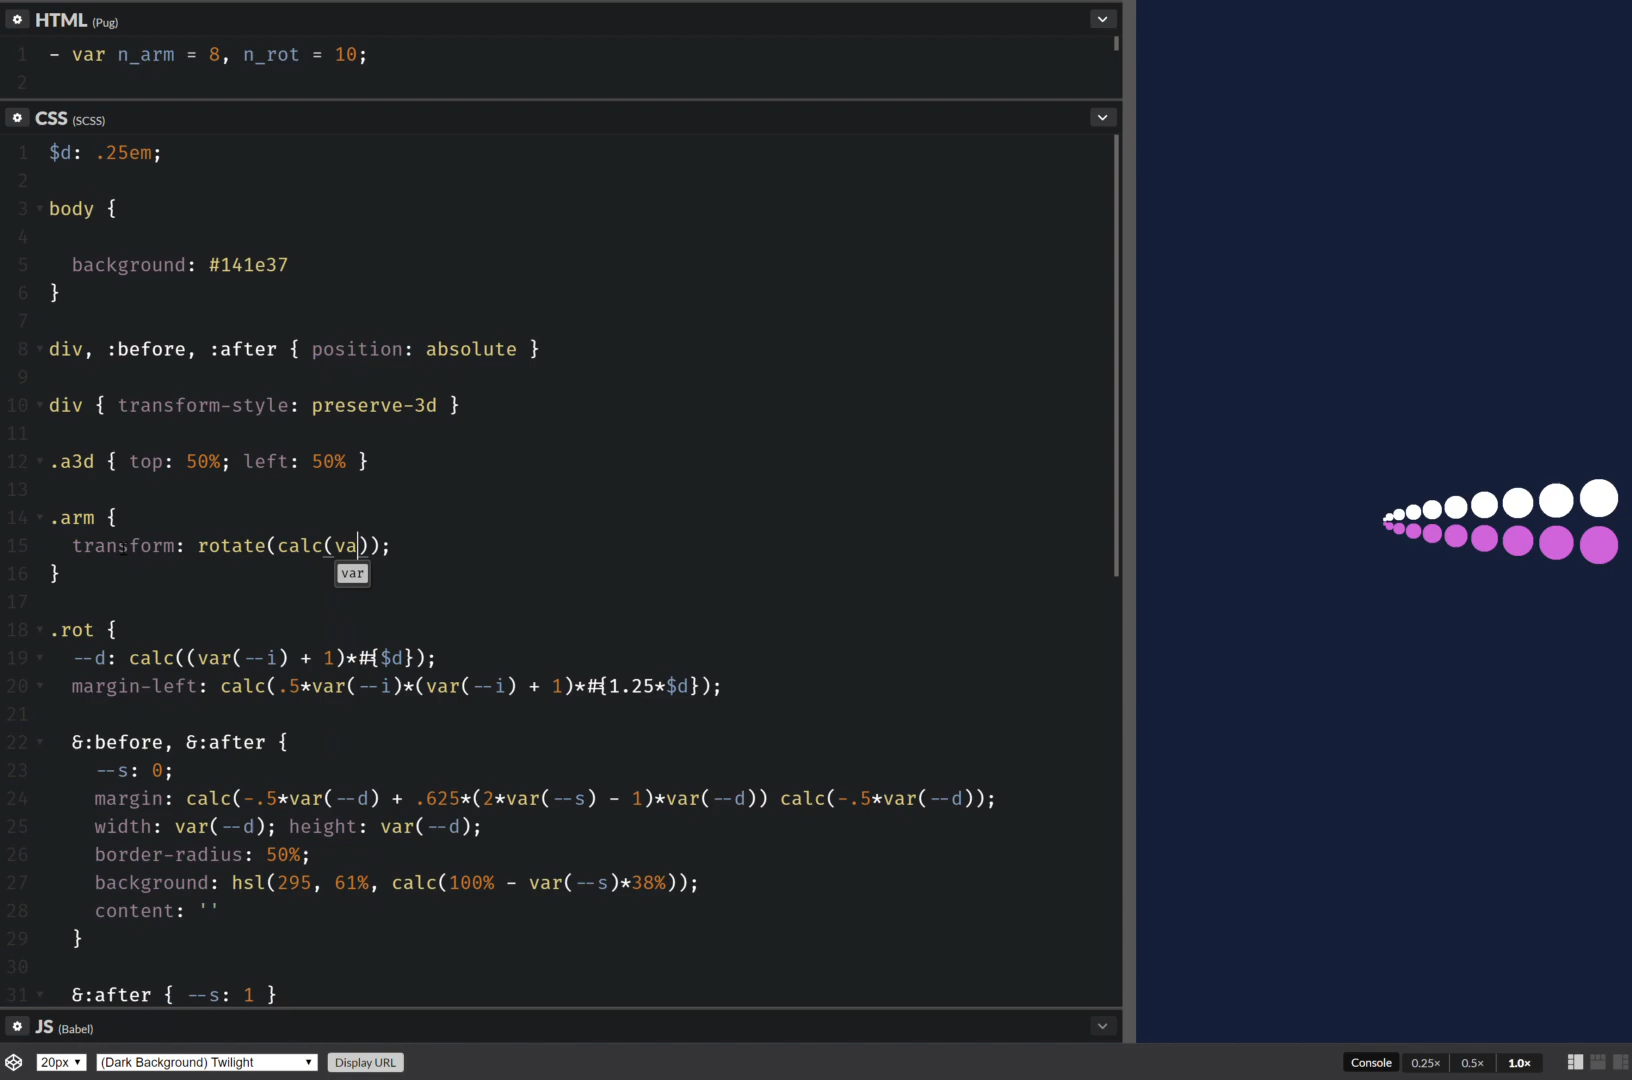 HTML (Pug)
1 - var n_arm = 8, n_rot = 10;
2
CSS (SCSS)
1 $d: .25em;
2
3 body {
4
5 background: #141e37
6 }
7
8 div, :before, :after { position: absolute }
9
10 div { transform-style: preserve-3d }
11
12 .a3d { top: 50%; left: 50% }
13
14 .arm {
15 transform: rotate(calc(va));
16 }
var
17
18 .rot {
19 --d: calc((var(--i) + 1)*#{$d});
20 margin-left: calc(.5*var(--i)*(var(--i) + 1)*#{1.25*$d});
21
22 &:before, &:after {
23 --s: 0;
24 margin: calc(-.5*var(--d) + .625*(2*var(--s) - 1)*var(--d)) calc(-.5*var(--d));
25 width: var(--d); height: var(--d);
26 border-radius: 50%;
27 background: hsl(295, 61%, calc(100% - var(--s)*38%));
28 content: ''
29 }
30
31 &:after { --s: 1 }
JS (Babel)
20px (Dark Background) Twilight Display URL Console 0.25× 0.5× 1.0×